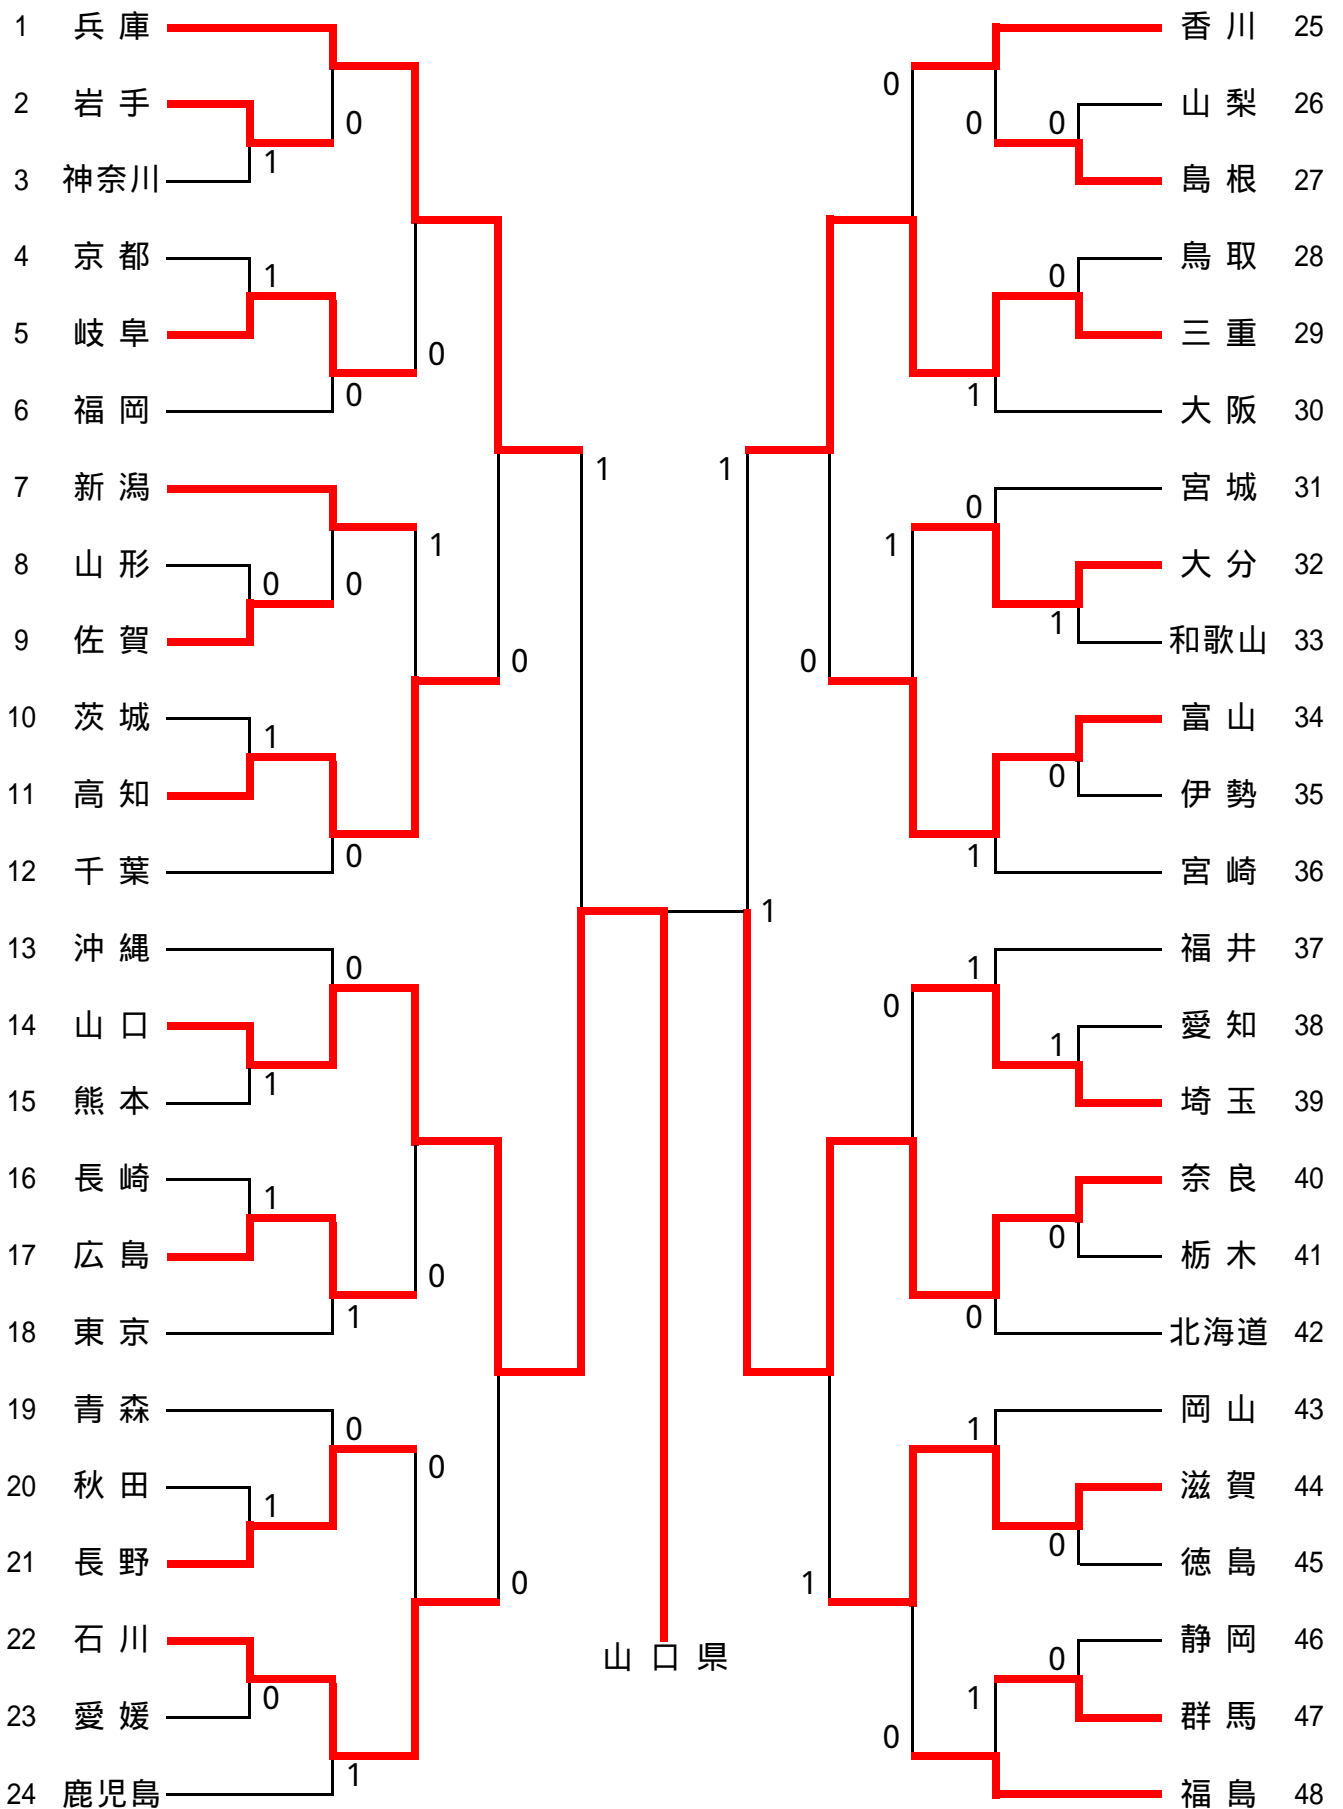 1 兵庫
2 岩手
3 神奈川
4 京都
5 岐阜
6 福岡
7 新潟
8 山形
9 佐賀
10 茨城
11 高知
12 千葉
13 沖縄
14 山口
15 熊本
16 長崎
17 広島
18 東京
19 青森
20 秋田
21 長野
22 石川
23 愛媛
24 鹿児島
0
1
1
0
0
1
0
0
0
1
0
1
0
1
1
0
1
0
1
0
0
0
0
1
1
1
山口県
0
0
0
0
1
0
1
1
0
0
1
1
0
1
0
0
1
0
1
0
1
0
香川 25
山梨 26
島根 27
鳥取 28
三重 29
大阪 30
宮城 31
大分 32
和歌山 33
富山 34
伊勢 35
宮崎 36
福井 37
愛知 38
埼玉 39
奈良 40
栃木 41
北海道 42
岡山 43
滋賀 44
徳島 45
静岡 46
群馬 47
福島 48